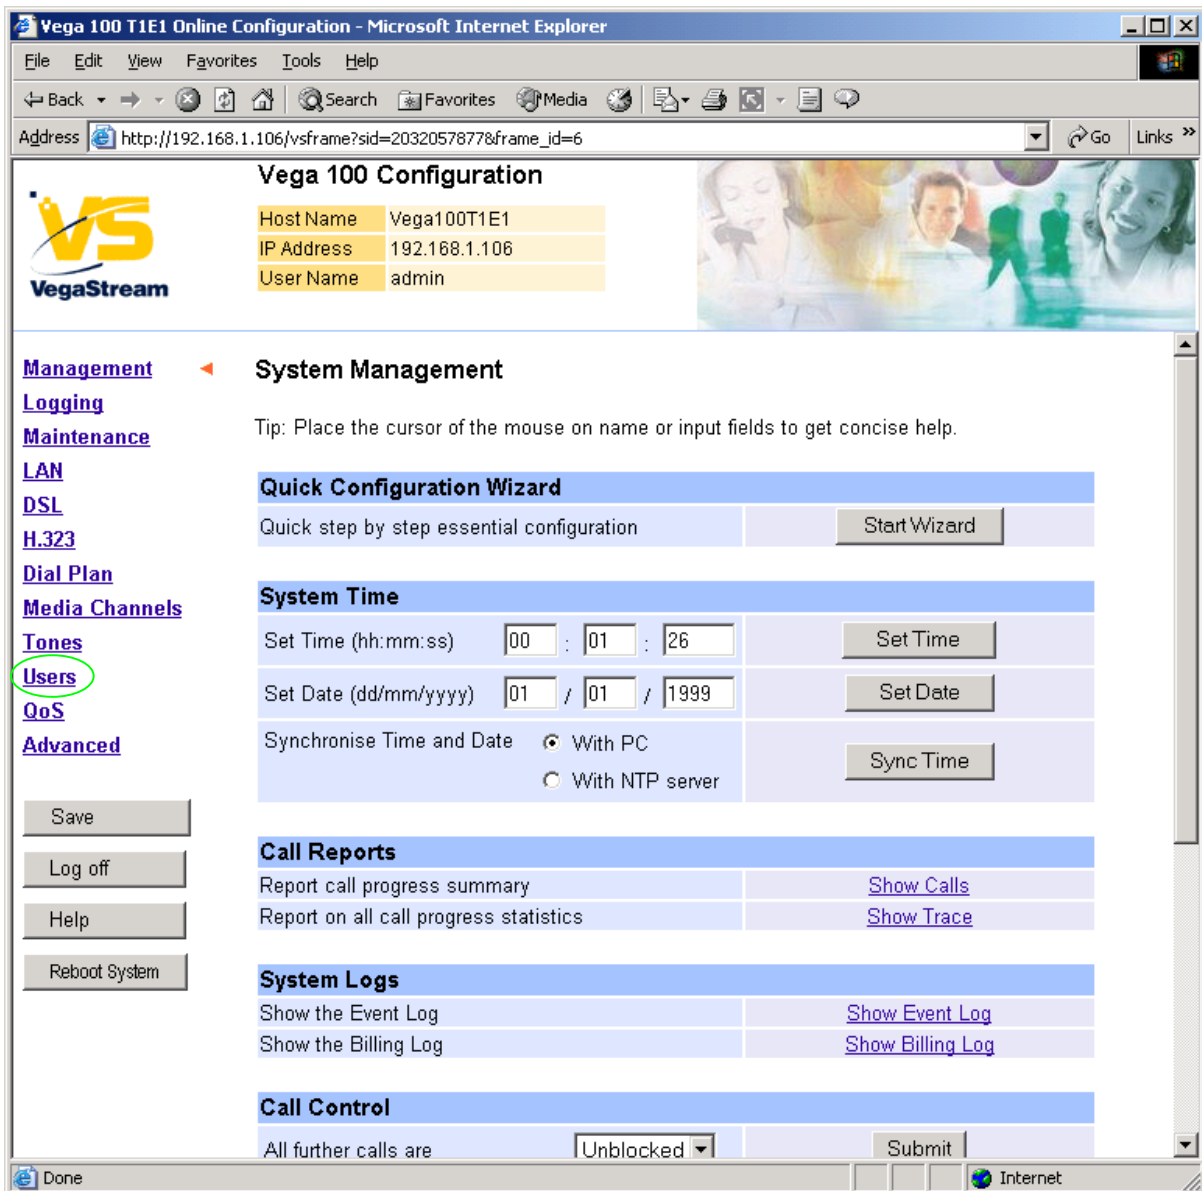 Vega 100 T1E1 Online Configuration - Microsoft Internet Explorer
File Edit View Favorites Tools Help
Back Search Favorites Media
Address http://192.168.1.106/vsframe?sid=2032057877&frame_id=6 Go Links »
VS
VegaStream
Vega 100 Configuration
Host Name Vega100T1E1
IP Address 192.168.1.106
User Name admin
Management
Logging
Maintenance
LAN
DSL
H.323
Dial Plan
Media Channels
Tones
Users
QoS
Advanced
Save
Log off
Help
Reboot System
System Management
Tip: Place the cursor of the mouse on name or input fields to get concise help.
Quick Configuration Wizard
Quick step by step essential configuration Start Wizard
System Time
Set Time (hh:mm:ss) 00 : 01 : 26 Set Time
Set Date (dd/mm/yyyy) 01 / 01 / 1999 Set Date
Synchronise Time and Date With PC
With NTP server
Sync Time
Call Reports
Report call progress summary Show Calls
Report on all call progress statistics Show Trace
System Logs
Show the Event Log Show Event Log
Show the Billing Log Show Billing Log
Call Control
All further calls are Unblocked Submit
Done Internet